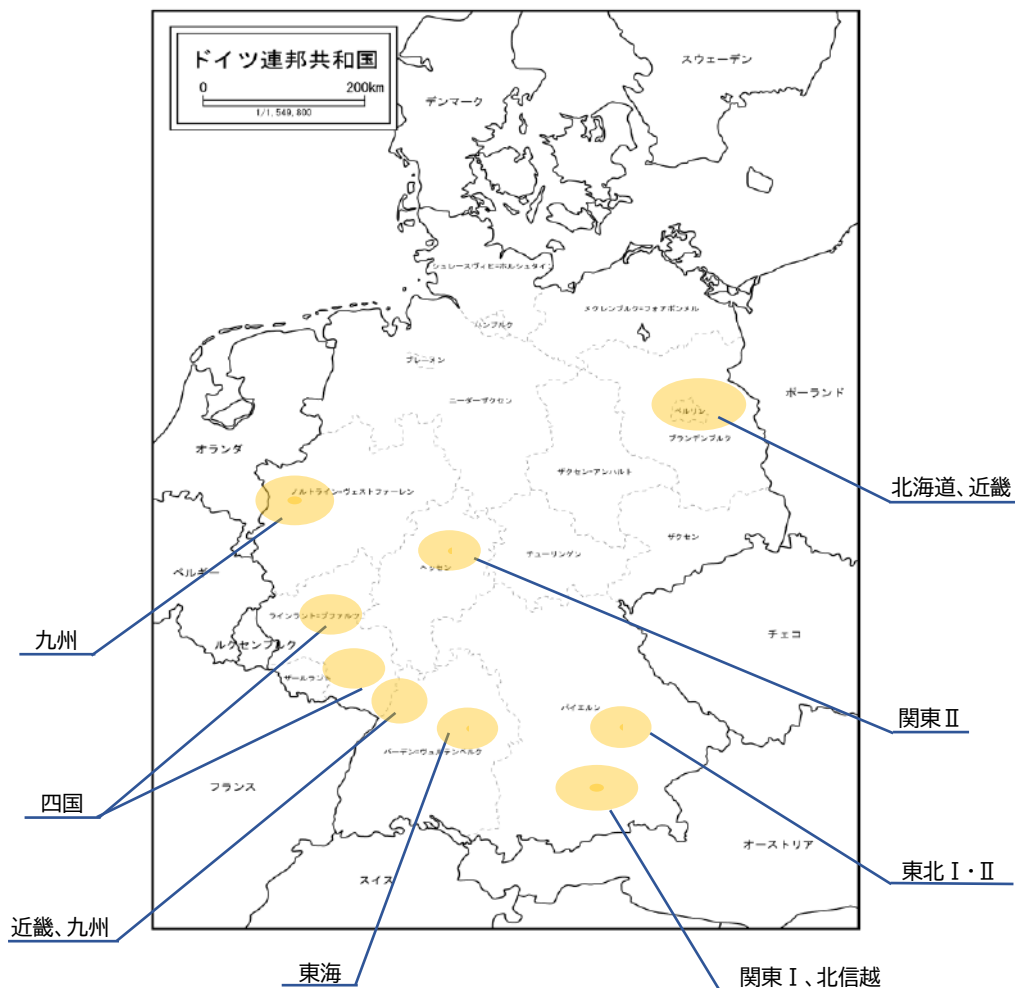 ドイツ連邦共和国
0 200km
1/1,549,800
スウェーデン
デンマーク
シュレースヴィヒ=ホルシュタイン
メクレンブルク=フォアポンメルン
ハンブルク
ブレーメン
ポーランド
ニーダーザクセン
ベルリン
ブランデンブルク
オランダ
ザクセン=アンハルト
北海道、近畿
ノルトライン=ヴェストファーレン
ザクセン
チューリンゲン
ヘッセン
ベルギー
ラインラント=プファルツ
九州
ルクセンブルク
チェコ
ザールラント
バイエルン
関東Ⅱ
バーデン=ヴュルテンベルク
フランス
四国
オーストリア
東北Ⅰ・Ⅱ
スイス
近畿、九州
東海
関東Ⅰ、北信越